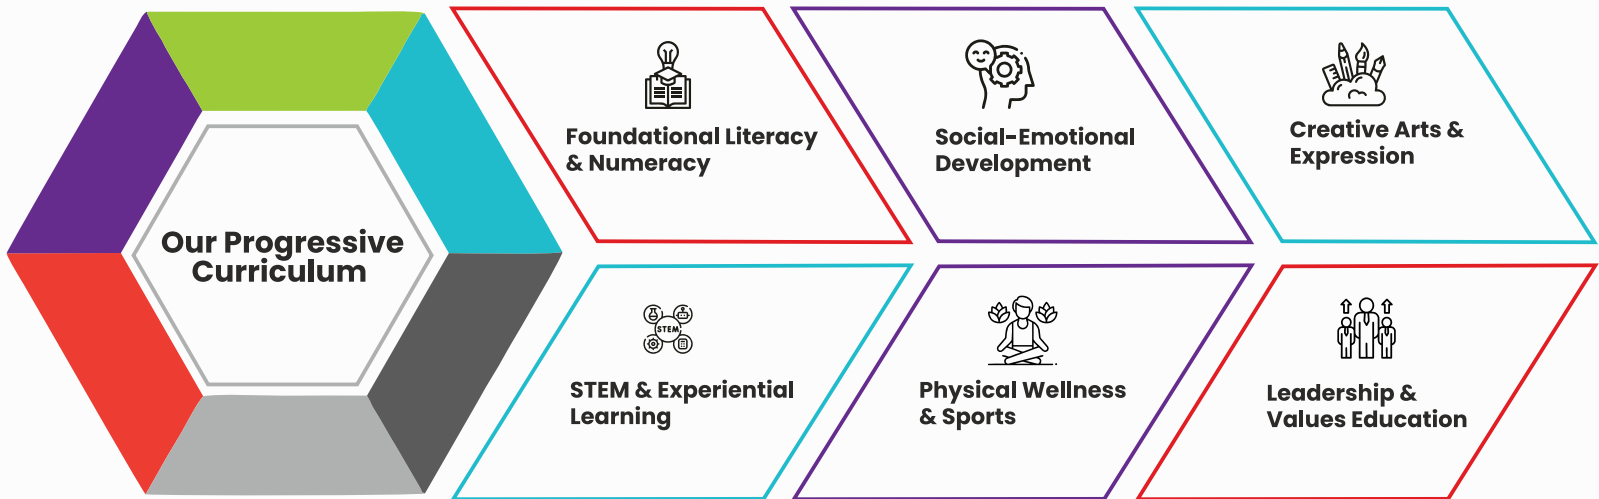 Our Progressive
Curriculum
Foundational Literacy
& Numeracy
Social-Emotional
Development
Creative Arts &
Expression
STEM
STEM & Experiential
Learning
Physical Wellness
& Sports
Leadership &
Values Education